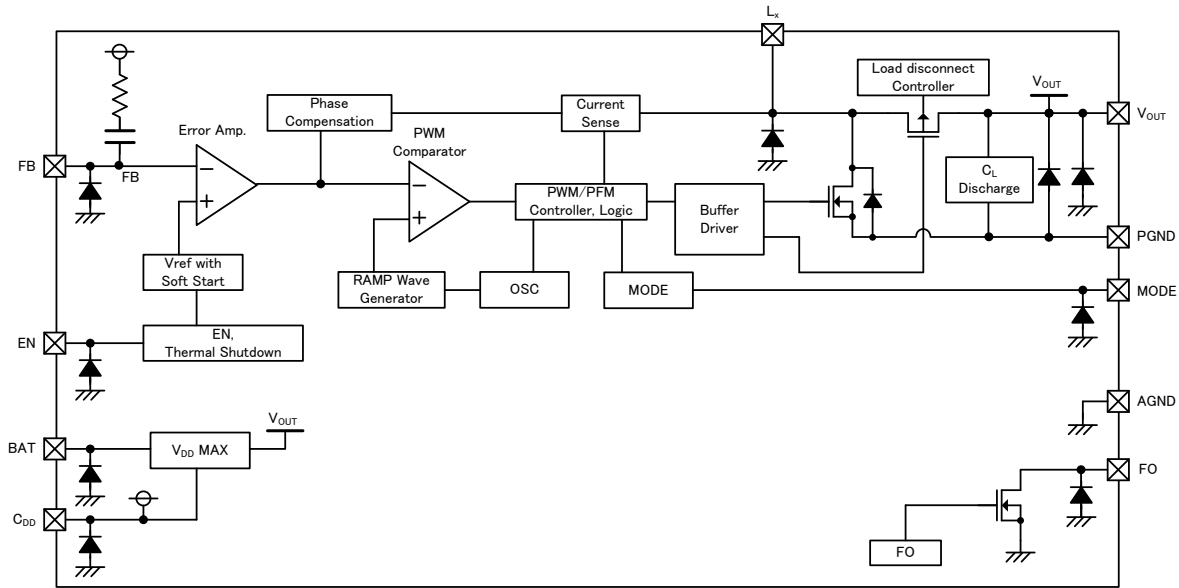 Lx
Load disconnect
Controller
VOUT
VOUT
Phase
Compensation
Current
Sense
Error Amp.
PWM
Comparator
FB
FB
−
+
−
+
PWM/PFM
Controller, Logic
Buffer
Driver
CL
Discharge
PGND
Vref with
Soft Start
RAMP Wave
Generator
OSC
MODE
MODE
EN
EN,
Thermal Shutdown
AGND
VOUT
BAT
VDD MAX
FO
CDD
FO